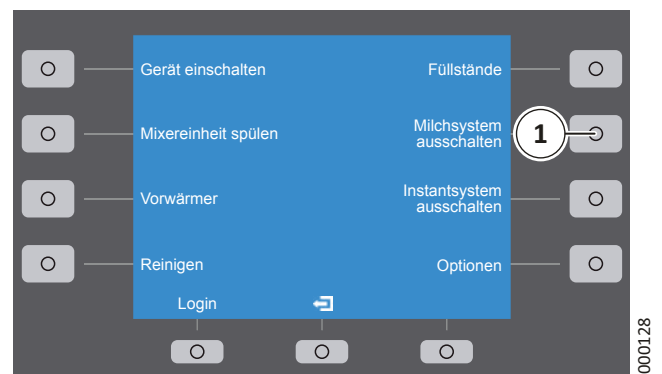 Gerät einschalten
Füllstände
Mixereinheit spülen
Milchsystem
ausschalten
1
Vorwärmer
Instantsystem
ausschalten
Reinigen
Optionen
Login
000128